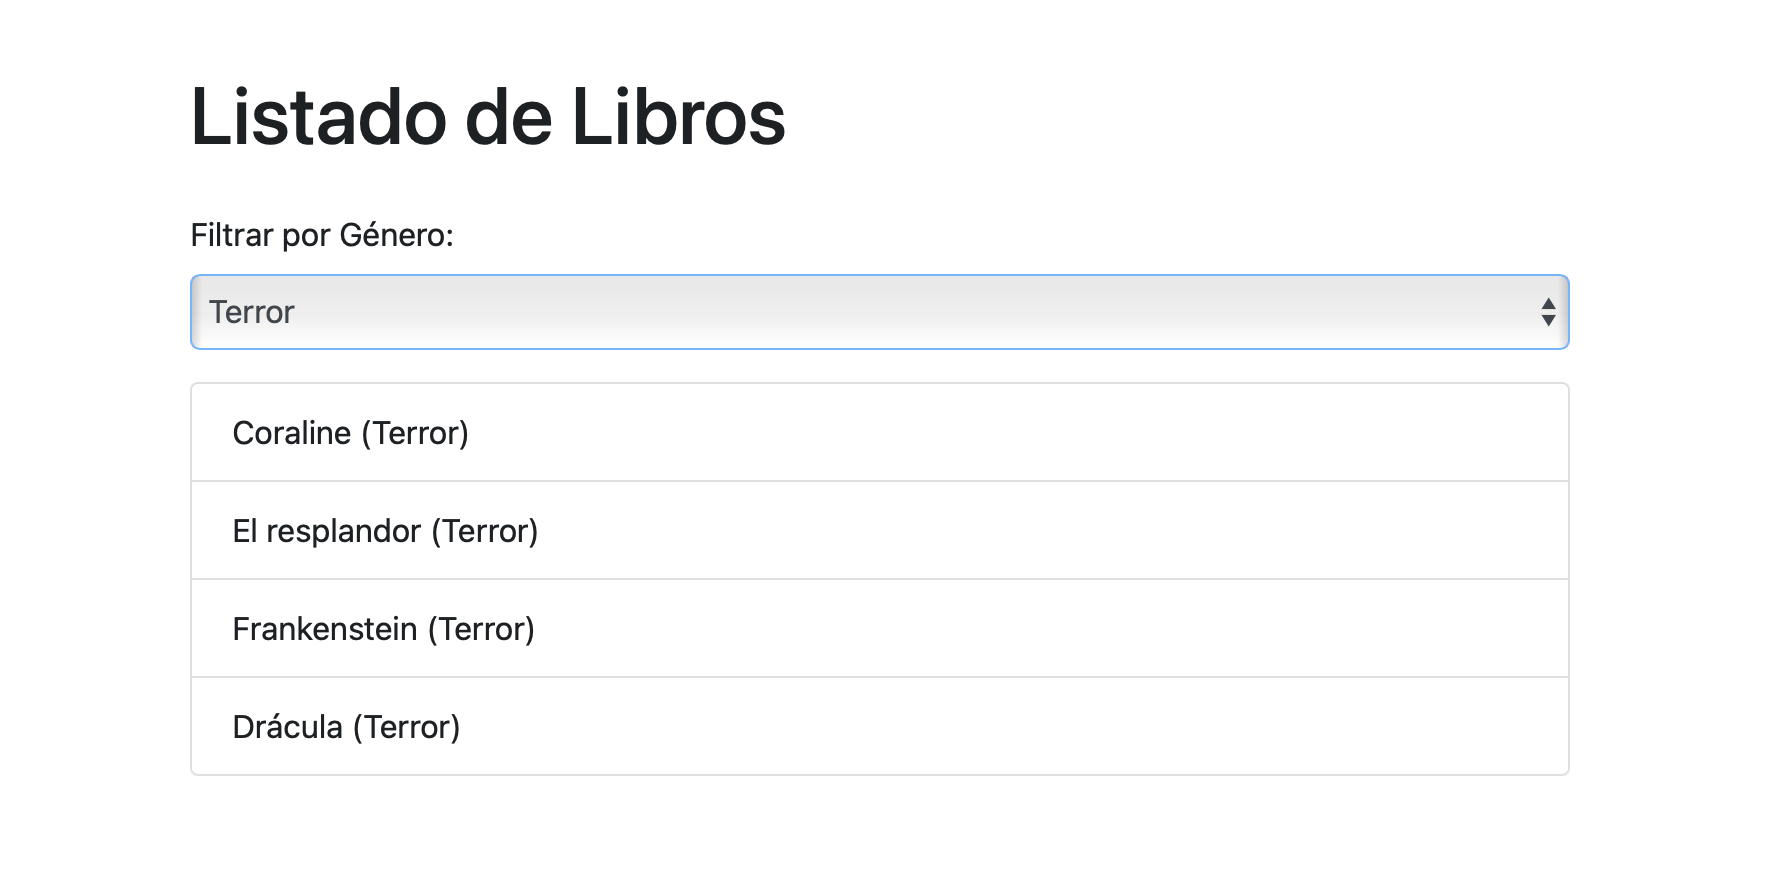 Listado de Libros
Filtrar por Género:
Terror
Coraline (Terror)
El resplandor (Terror)
Frankenstein (Terror)
Drácula (Terror)